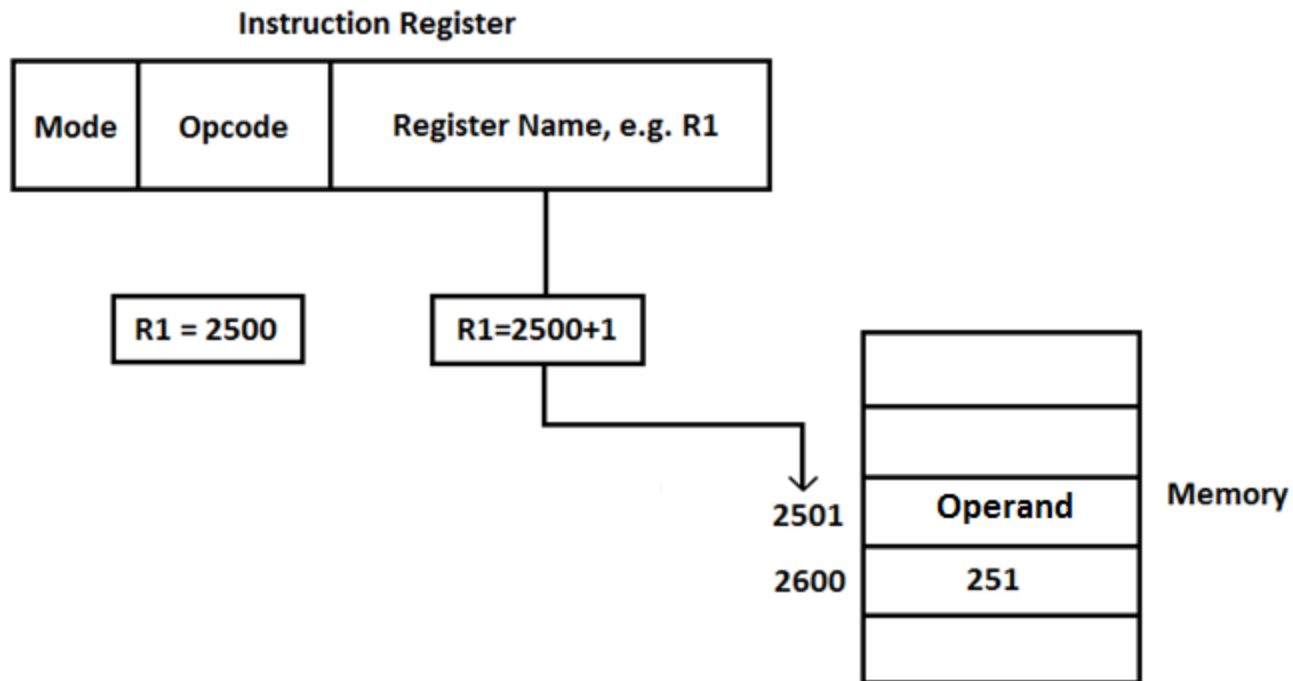 Instruction Register
Mode
Opcode
Register Name, e.g. R1
R1 = 2500
R1=2500+1
2501
Operand
Memory
2600
251